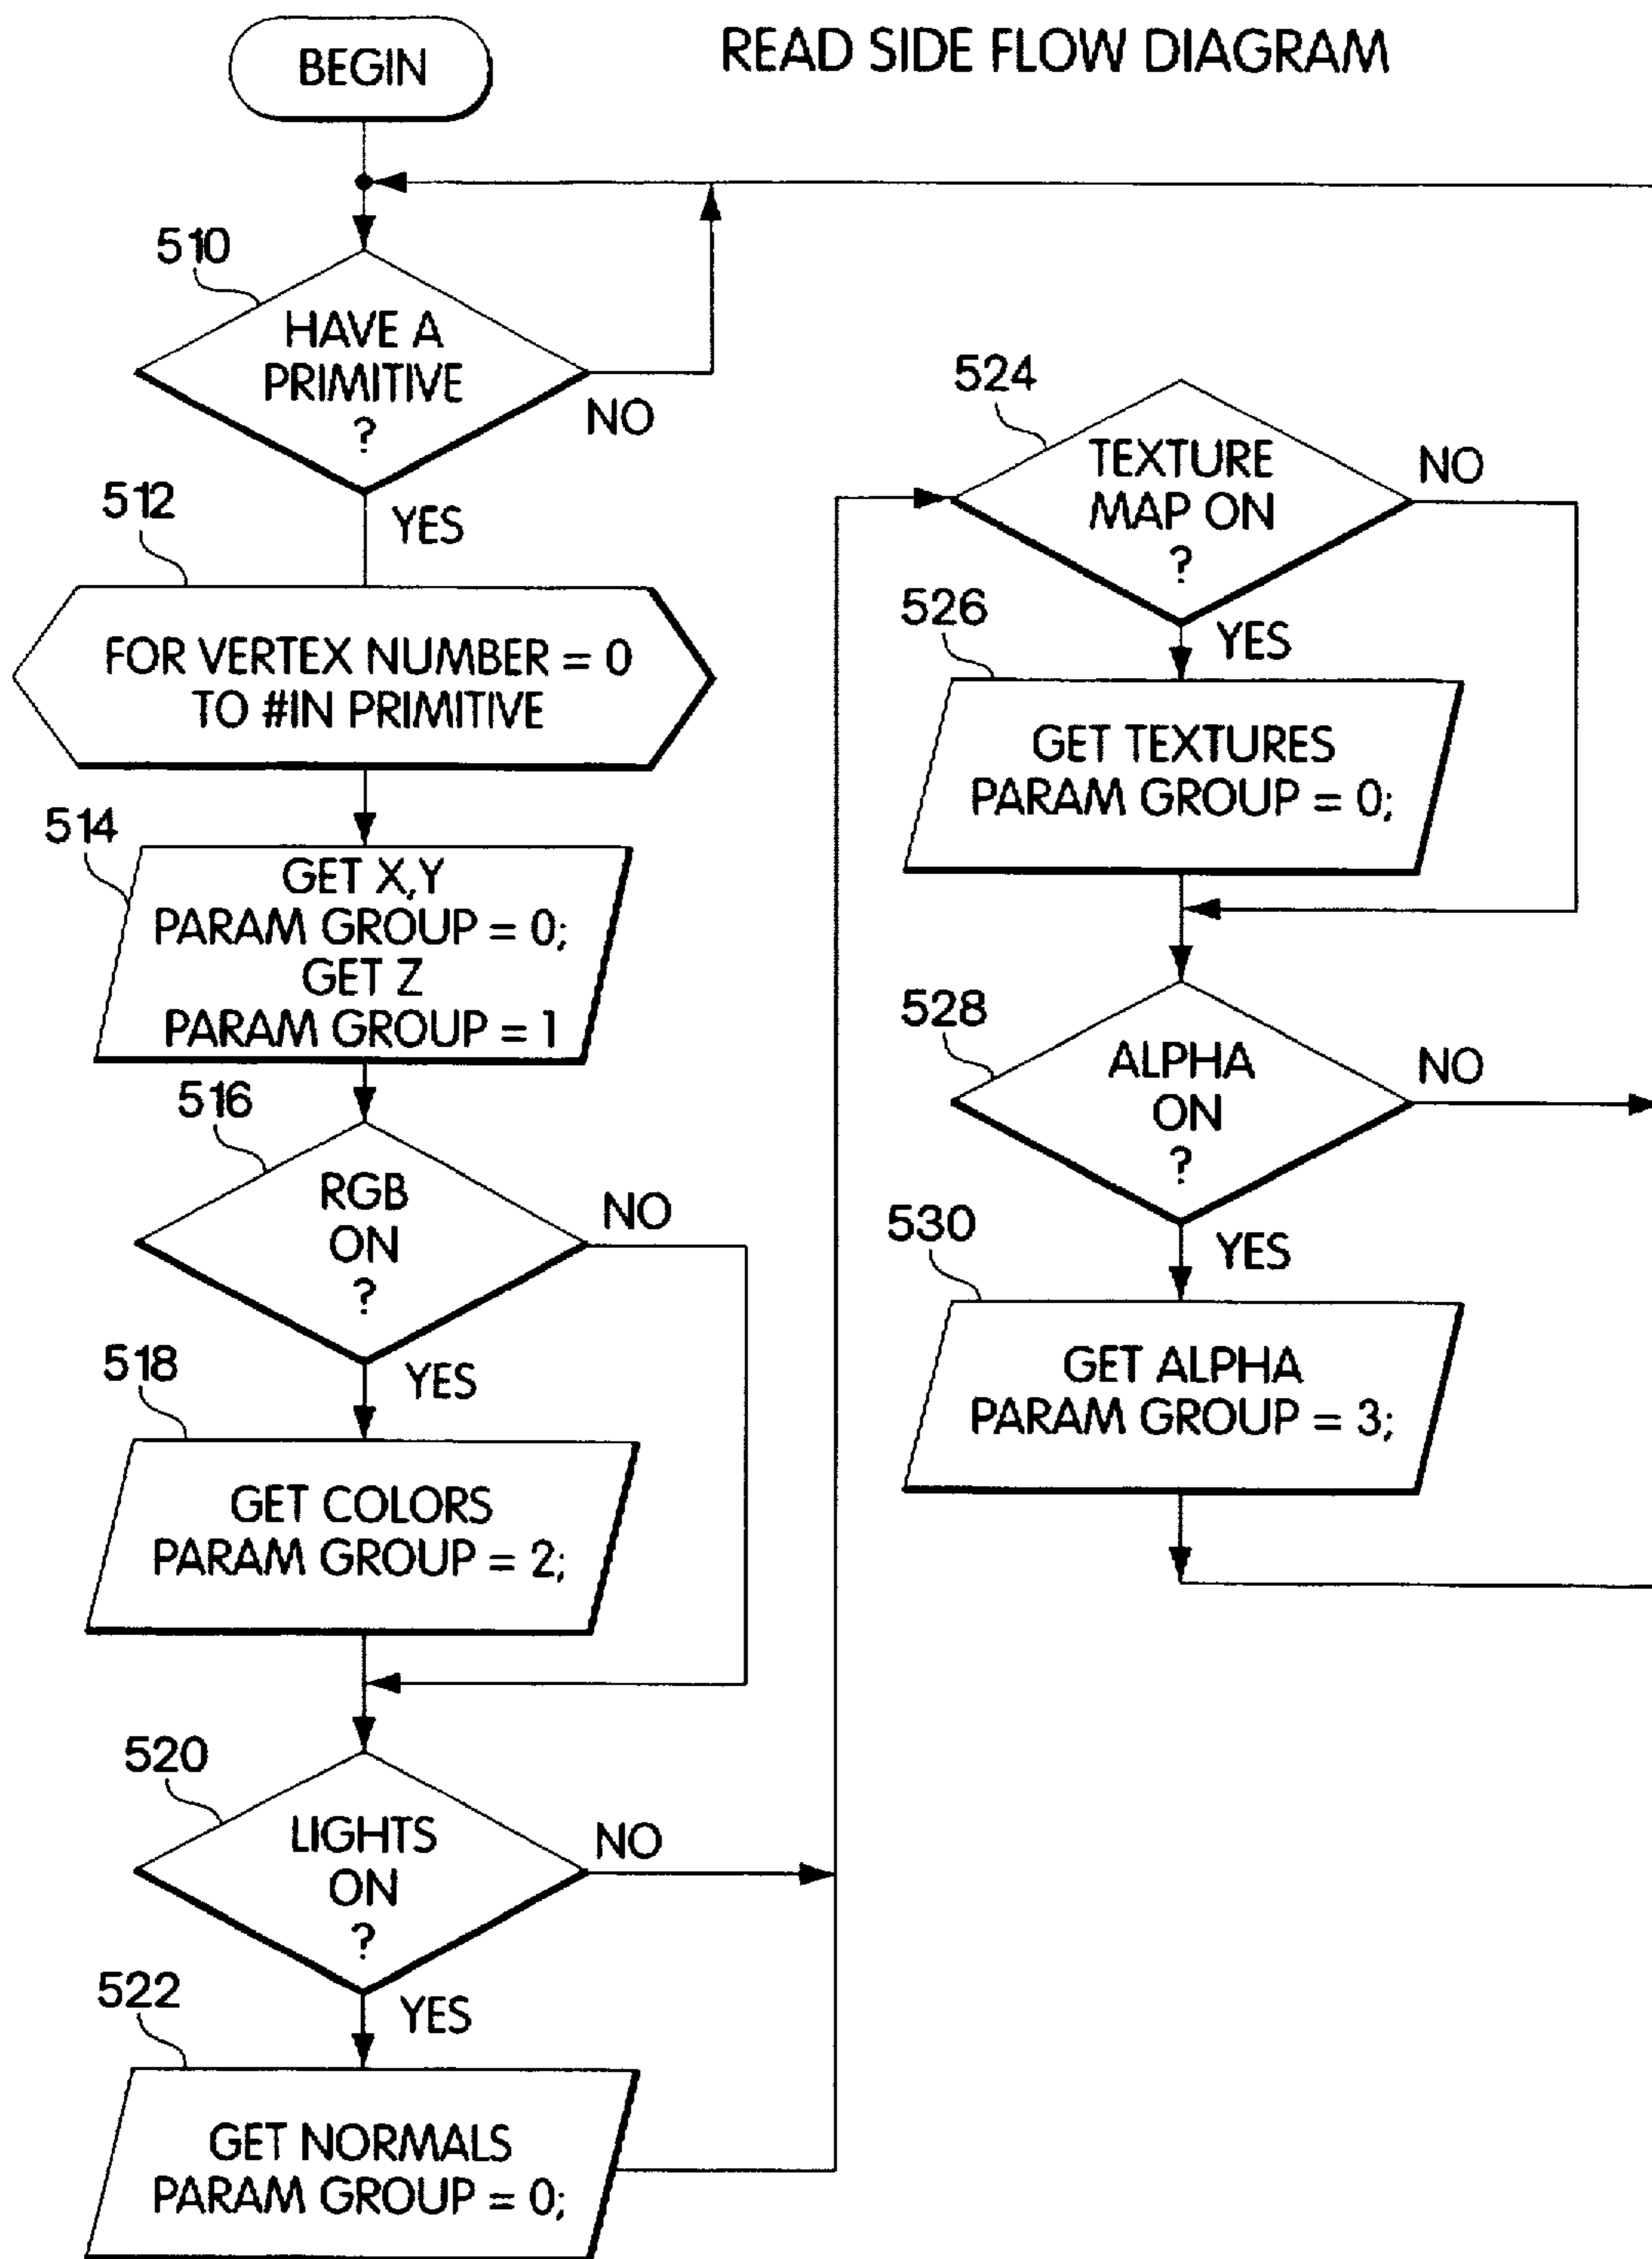 READ SIDE FLOW DIAGRAM
BEGIN
510
HAVE A
PRIMITIVE
?
NO
YES
512
FOR VERTEX NUMBER = 0
TO #IN PRIMITIVE
514
GET X,Y
PARAM GROUP = 0;
GET Z
PARAM GROUP = 1
516
RGB
ON
?
NO
YES
518
GET COLORS
PARAM GROUP = 2;
520
LIGHTS
ON
?
NO
YES
522
GET NORMALS
PARAM GROUP = 0;
524
TEXTURE
MAP ON
?
NO
YES
526
GET TEXTURES
PARAM GROUP = 0;
528
ALPHA
ON
?
NO
YES
530
GET ALPHA
PARAM GROUP = 3;